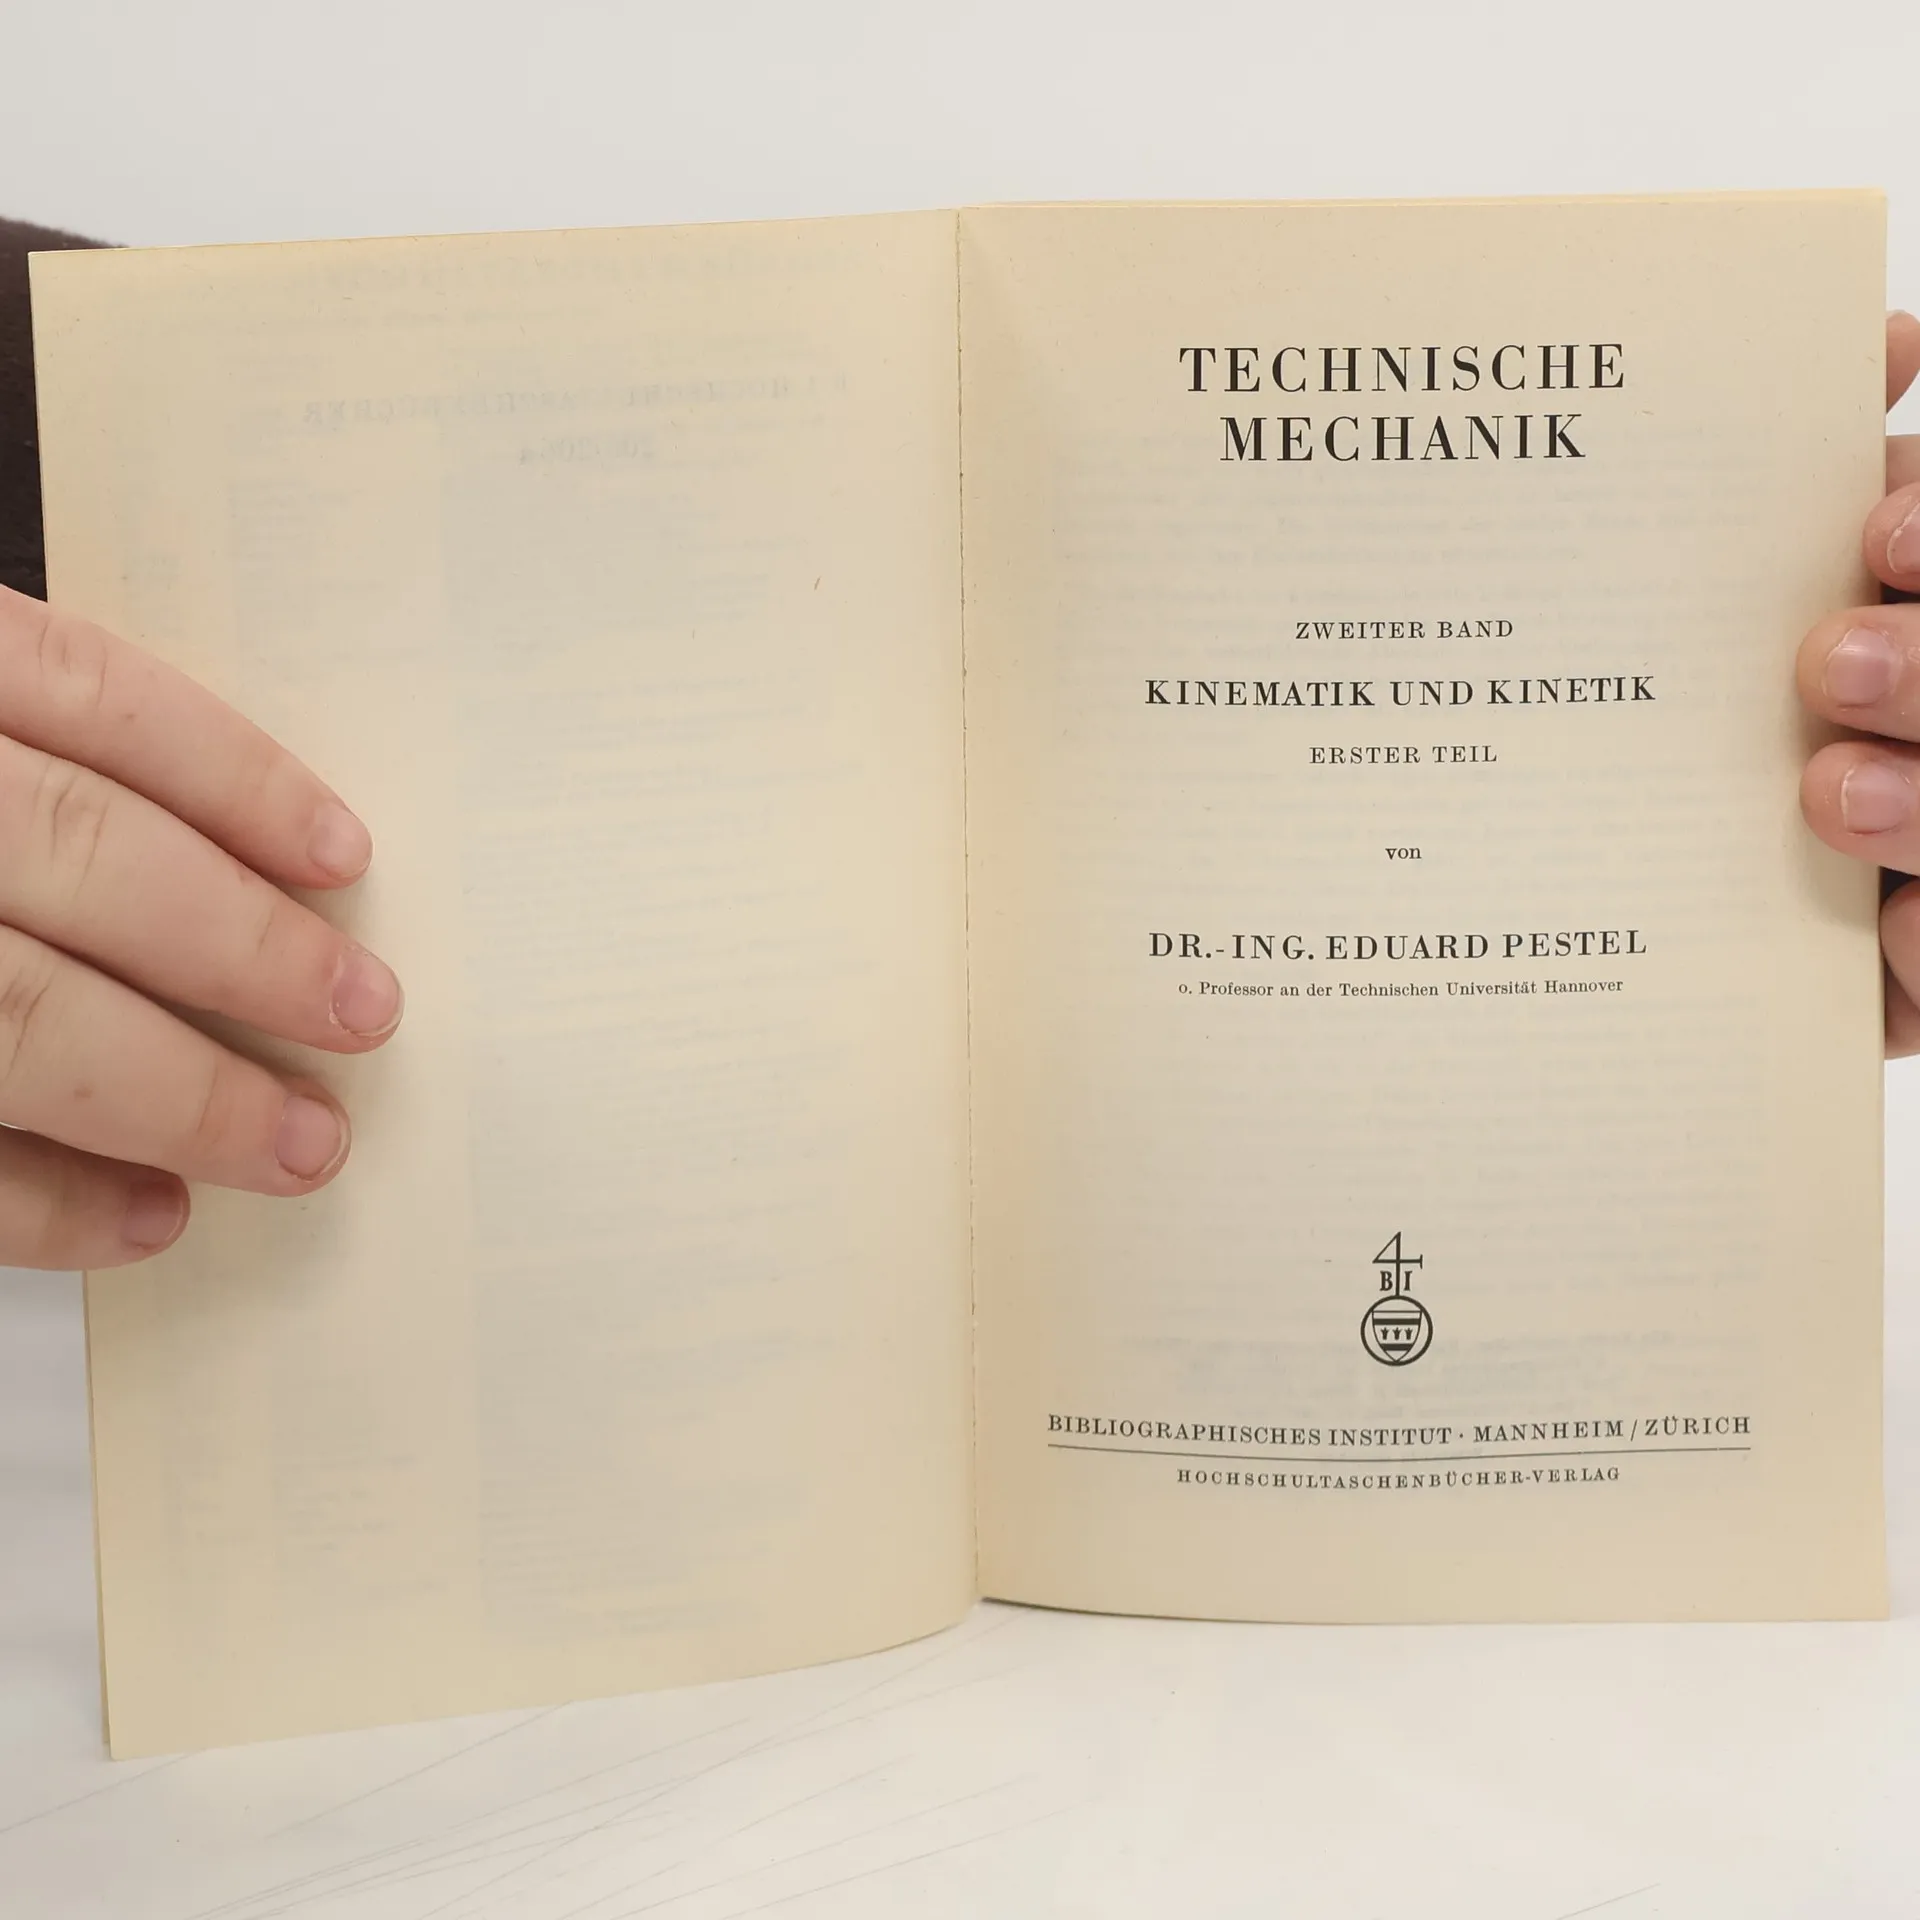 TECHNISCHE
MECHANIK
ZWEITER BAND
KINEMATIK UND KINETIK
ERSTER TEIL
von
DR.-ING. EDUARD PESTEL
o. Professor an der Technischen Universität Hannover
B I
BIBLIOGRAPHISCHES INSTITUT · MANNHEIM / ZÜRICH
HOCHSCHULTASCHENBÜCHER-VERLAG